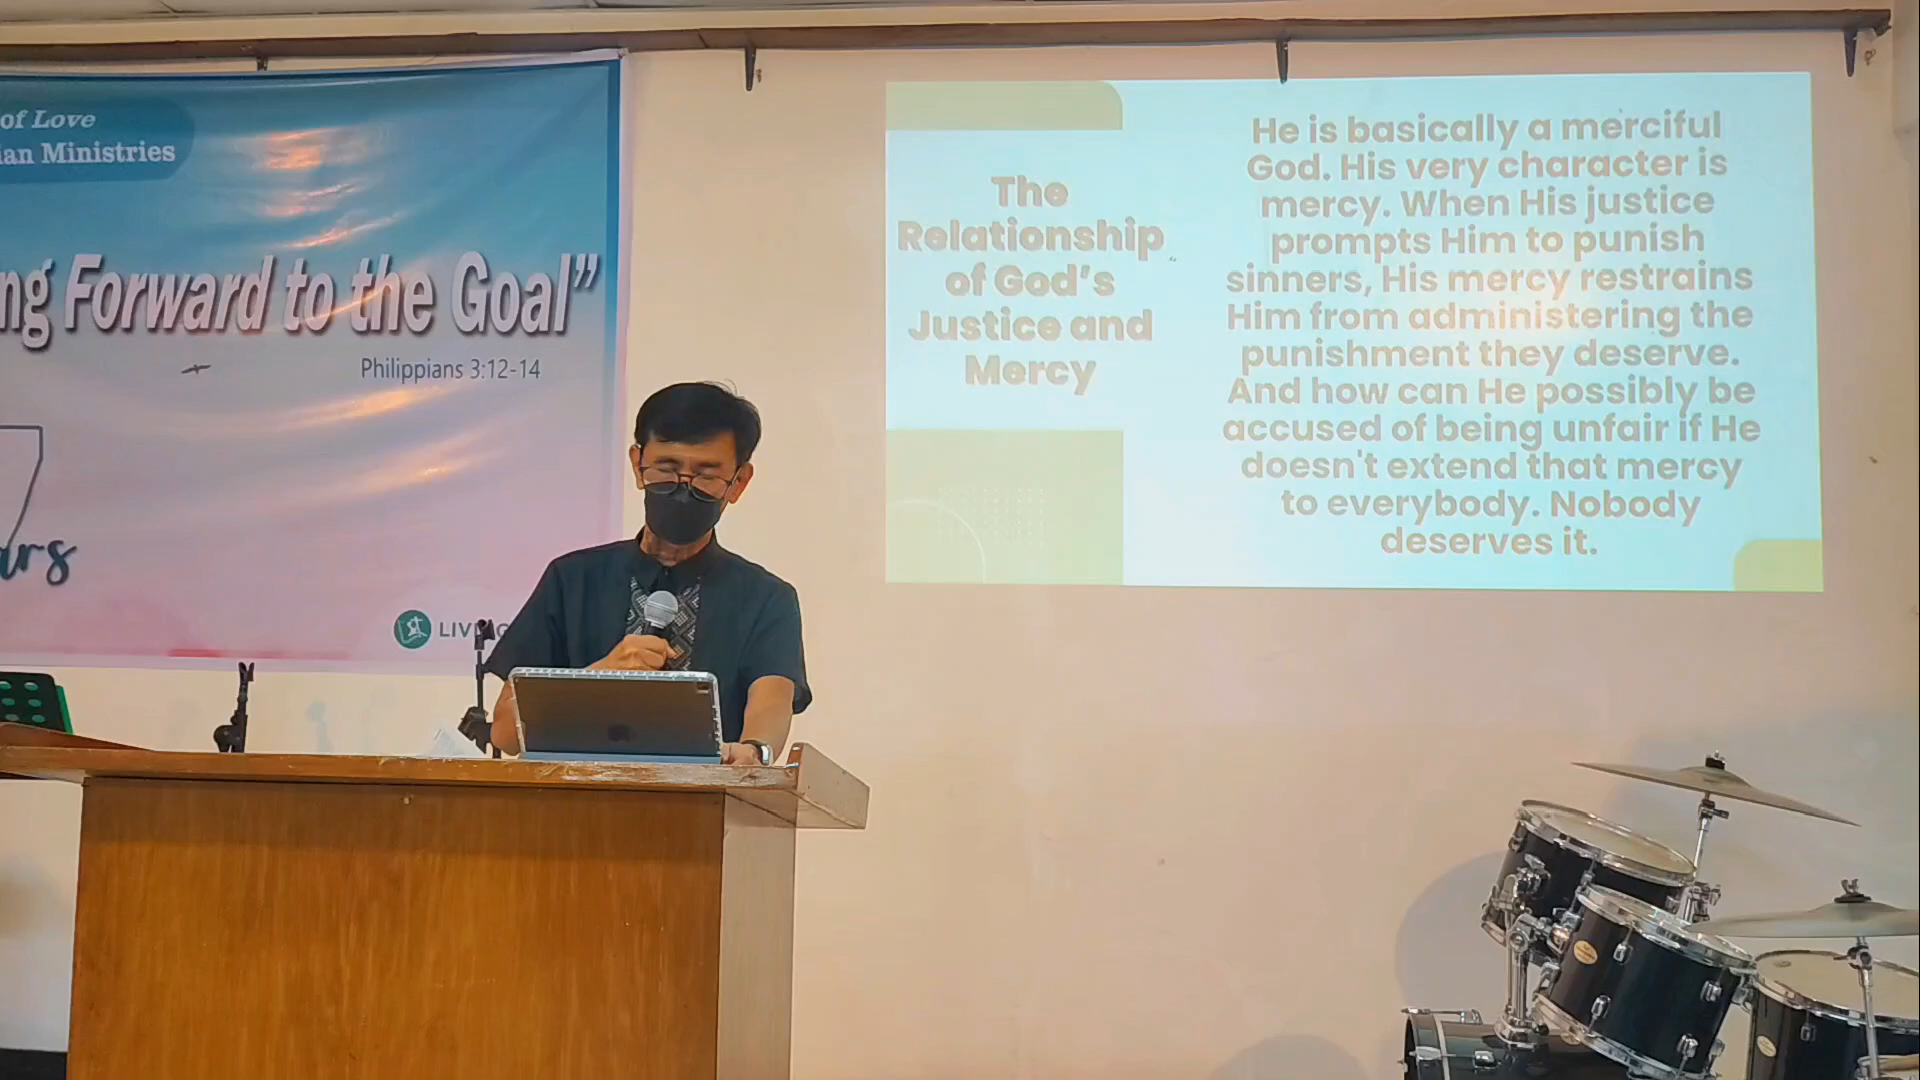 of Love
ian Ministries
ng Forward to the Goal”
Philippians 3:12-14
ars
LIVING
The
Relationship
of God's
Justice and
Mercy
He is basically a merciful
God. His very character is
mercy. When His justice
prompts Him to punish
sinners, His mercy restrains
Him from administering the
punishment they deserve.
And how can He possibly be
accused of being unfair if He
doesn't extend that mercy
to everybody. Nobody
deserves it.